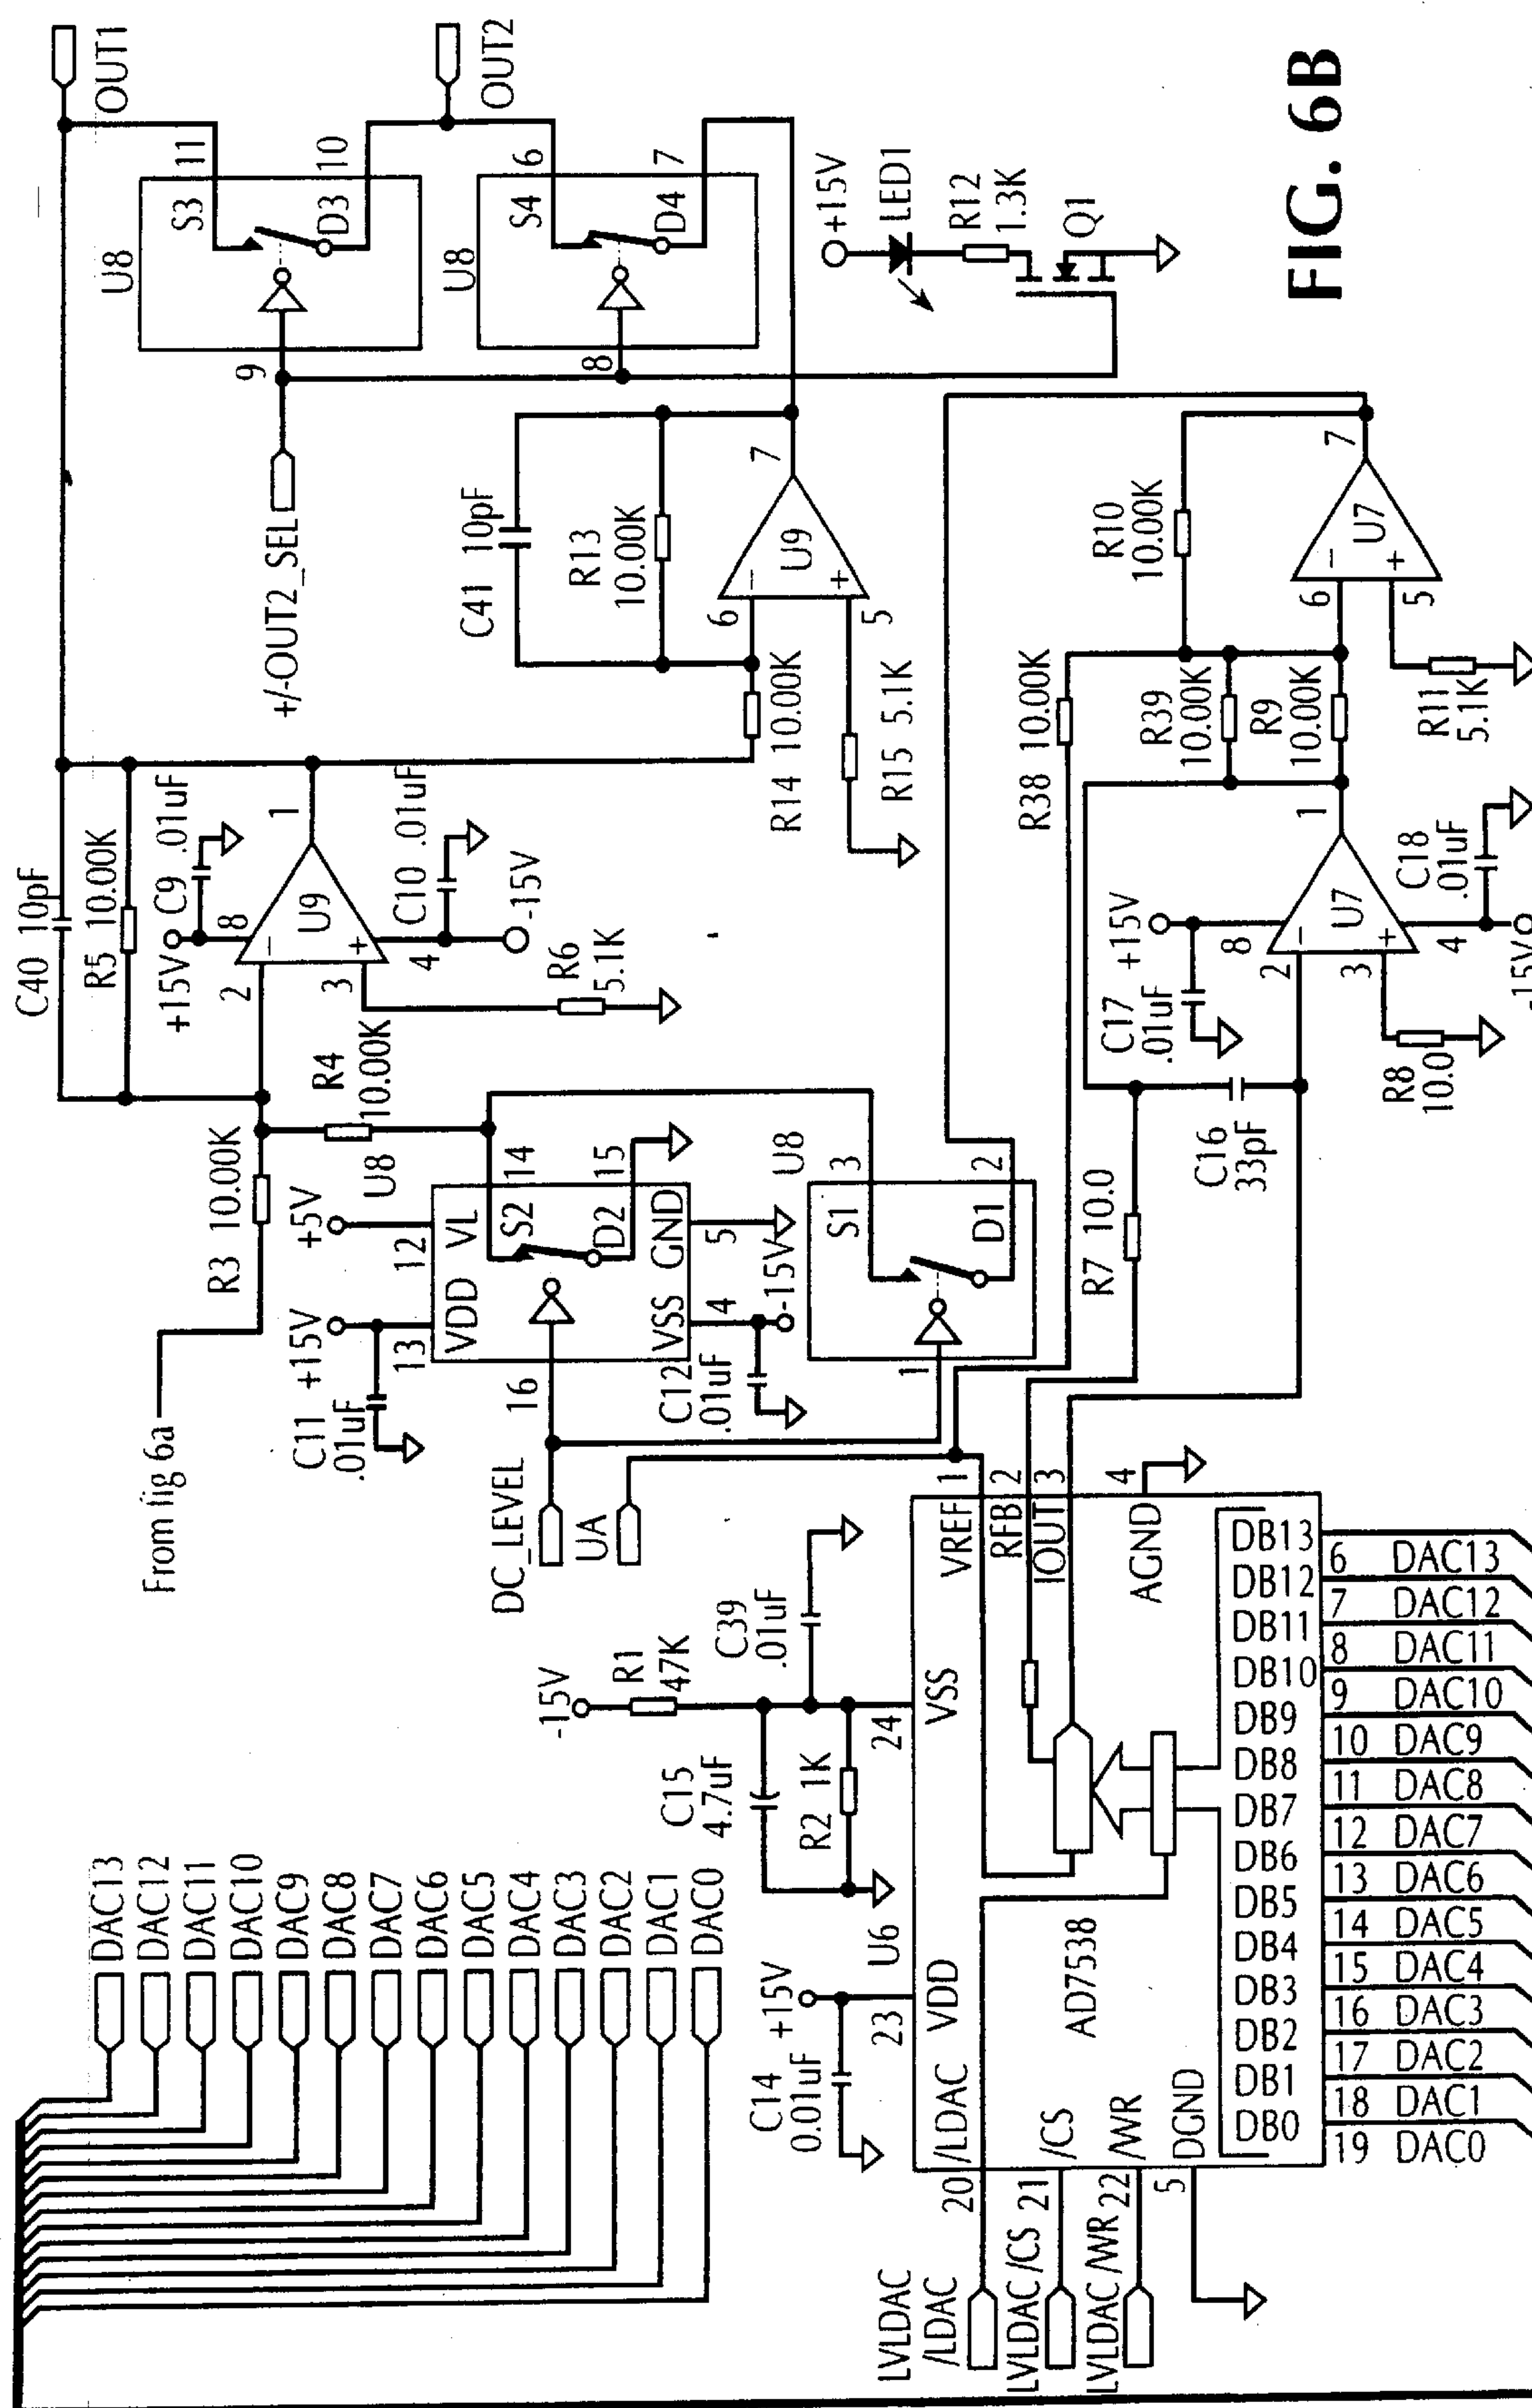 OUT1
OUT2
U8
S3
11
D3
10
9
U8
S4
6
D4
7
8
+/-OUT2_SEL
+15V
LED1
R12
1.3K
Q1
FIG. 6B
C40 10pF
R5 10.00K
+15V
C9 .01uF
8
2
3
4
1
U9
-
+
C10 .01uF
-15V
R6
5.1K
C41 10pF
R13
10.00K
6
5
7
U9
-
+
R14 10.00K
R15 5.1K
From fig 6a
R3 10.00K
R4
10.00K
+15V
+5V
C11
.01uF
13
12
VDD
VL
U8
S2
14
D2
15
VSS
GND
16
4
5
C12
.01uF
-15V
U8
S1
3
D1
2
1
DC_LEVEL
UA
R38 10.00K
R39
10.00K
R9
10.00K
R10
10.00K
6
5
7
U7
-
+
R11
5.1K
C17
.01uF
+15V
8
2
3
4
1
U7
-
+
C18
.01uF
-15V
R8
10.0
R7 10.0
C16
33pF
DAC13
DAC12
DAC11
DAC10
DAC9
DAC8
DAC7
DAC6
DAC5
DAC4
DAC3
DAC2
DAC1
DAC0
-15V
R1
47K
C39
.01uF
C15
4.7uF
R2 1K
24
VSS
C14
0.01uF
+15V
23
VDD
U6
AD7538
VREF
1
RFB
2
IOUT
3
AGND
4
/LDAC
20
/CS
21
/WR
22
DGND
5
LVLDAC
/LDAC
LVLDAC /CS
LVLDAC /WR
DB13
6
DAC13
DB12
7
DAC12
DB11
8
DAC11
DB10
9
DAC10
DB9
10
DAC9
DB8
11
DAC8
DB7
12
DAC7
DB6
13
DAC6
DB5
14
DAC5
DB4
15
DAC4
DB3
16
DAC3
DB2
17
DAC2
DB1
18
DAC1
DB0
19
DAC0